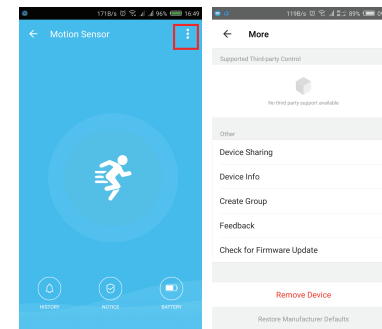 171B/s 96% 16:49
Motion Sensor
HISTORY NOTICE BATTERY
119B/s 89%
More
Supported Third-party Control
No third party support available
Other
Device Sharing
Device Info
Create Group
Feedback
Check for Firmware Update
Remove Device
Restore Manufacturer Defaults